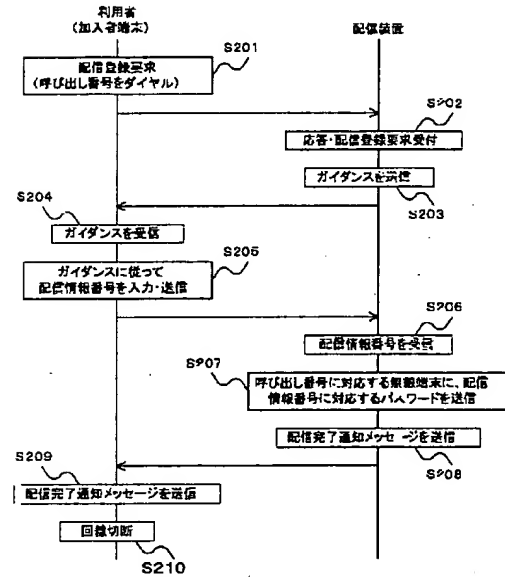 利用者
(加入者端末)
配信装置
S201
配信登録要求
(呼び出し番号をダイヤル)
S202
応答・配信登録要求受付
ガイダンスを送信
S203
S204
ガイダンスを受信
S205
ガイダンスに従って
配信情報番号を入力・送信
S206
配信情報番号を受信
S207
呼び出し番号に対応する端末に、配信
情報番号に対応するパスワードを送信
配信完了通知メッセージを送信
S208
S209
配信完了通知メッセージを送信
回線切断
S210